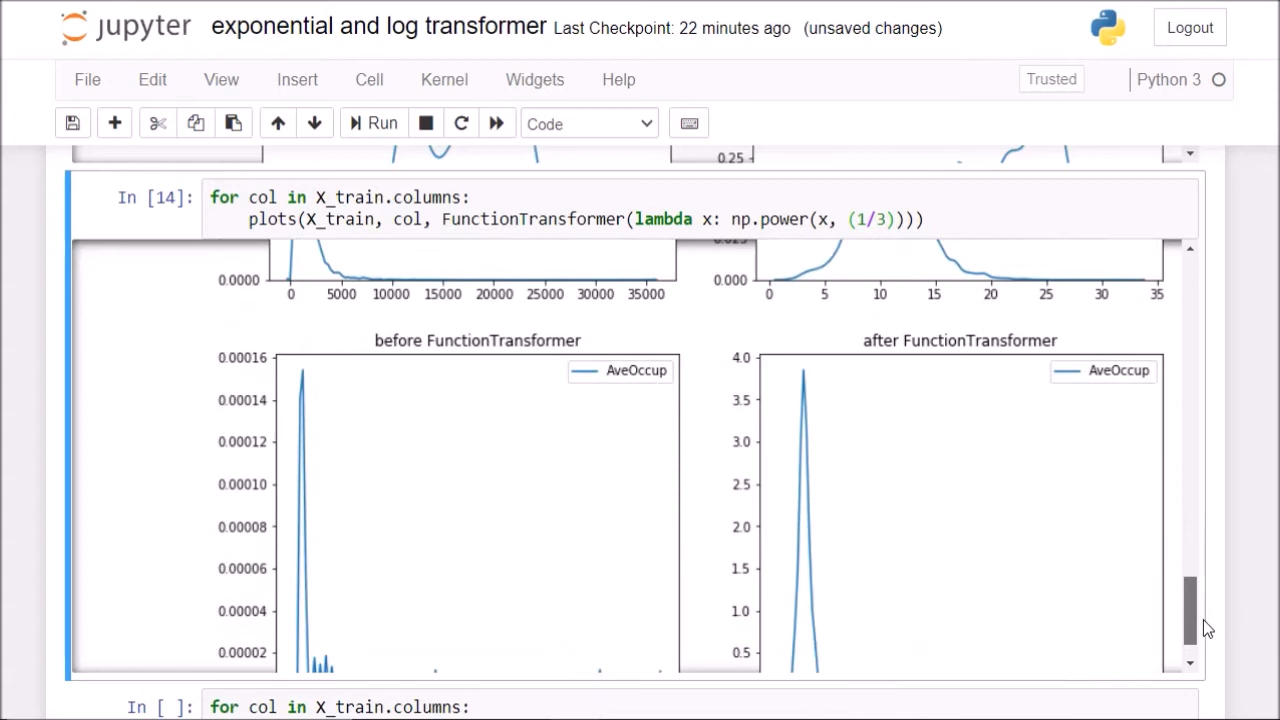 jupyter exponential and log transformer Last Checkpoint: 22 minutes ago (unsaved changes) Logout
File Edit View Insert Cell Kernel Widgets Help Trusted Python 3
Run Code
0.25
In [14]: for col in X_train.columns:
plots(X_train, col, FunctionTransformer(lambda x: np.power(x, (1/3))))
0.025
0.0000 0.000
0 5000 10000 15000 20000 25000 30000 35000 0 5 10 15 20 25 30 35
before FunctionTransformer after FunctionTransformer
0.00016 AveOccup 4.0 AveOccup
0.00014 3.5
0.00012 3.0
0.00010 2.5
0.00008 2.0
0.00006 1.5
0.00004 1.0
0.00002 0.5
In [ ]: for col in X_train.columns: